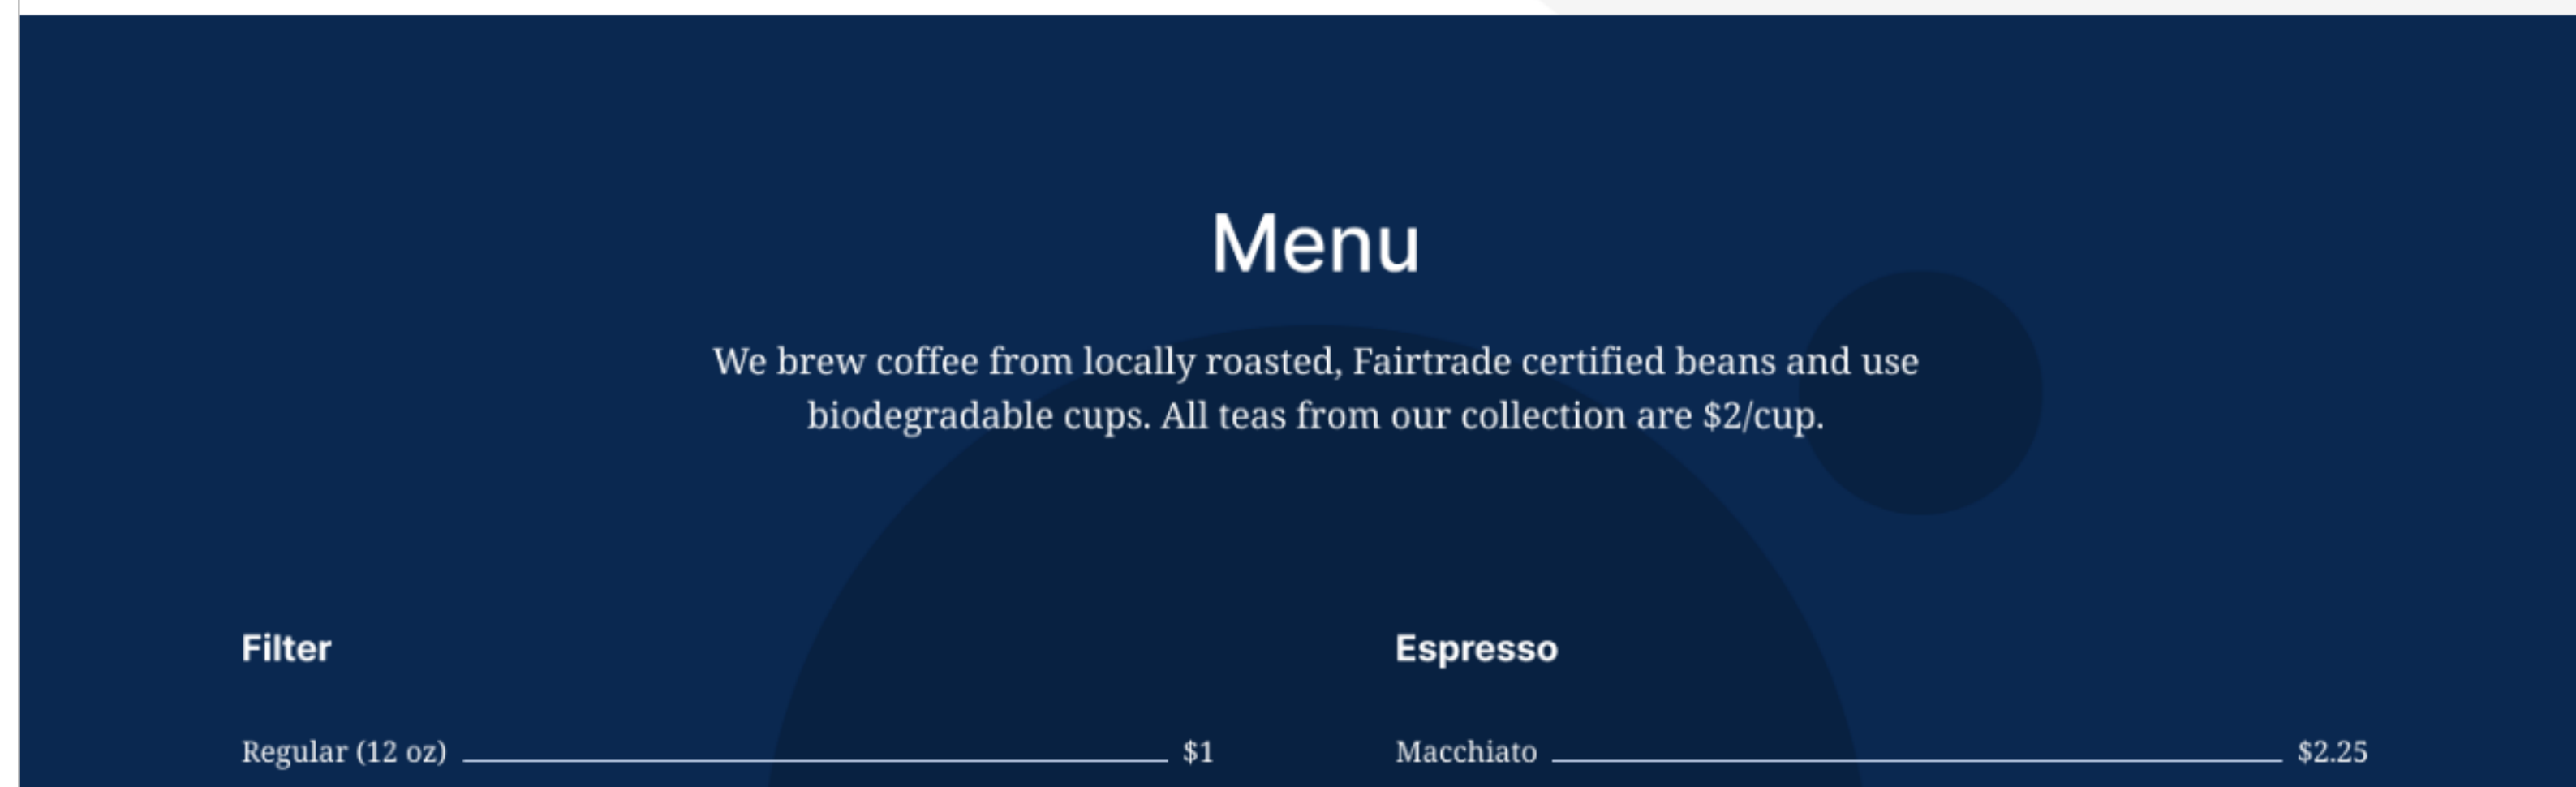 Menu
We brew coffee from locally roasted, Fairtrade certified beans and use
biodegradable cups. All teas from our collection are $2/cup.
Filter
Regular (12 oz) $1
Espresso
Macchiato $2.25